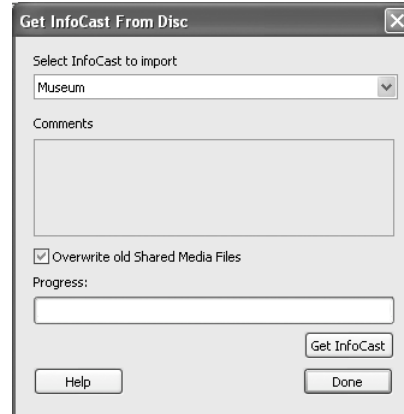 Get InfoCast From Disc
Select InfoCast to import
Museum
Comments
Overwrite old Shared Media Files
Progress:
Get InfoCast
Help
Done